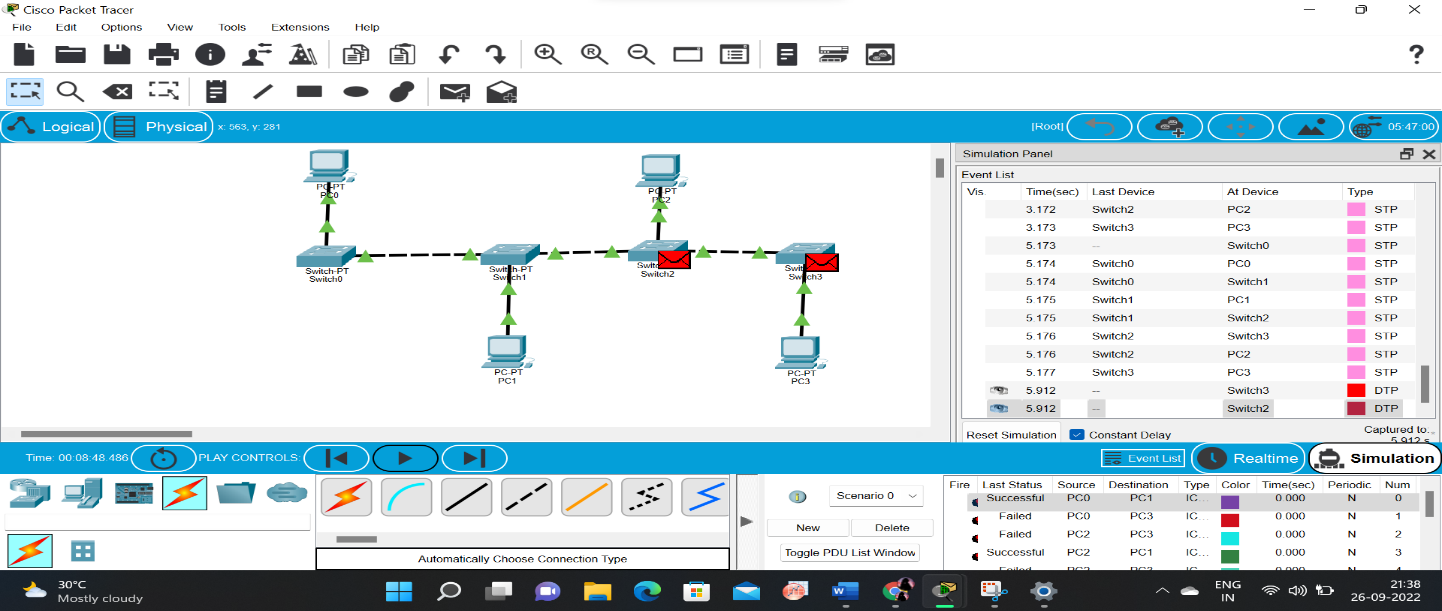 Cisco Packet Tracer
File Edit Options View Tools Extensions Help
Logical Physical x: 563, y: 281 [Root] 05:47:00
Simulation Panel
Event List
Vis. Time(sec) Last Device At Device Type
3.172 Switch2 PC2 STP
3.173 Switch3 PC3 STP
5.173 -- Switch0 STP
5.174 Switch0 PC0 STP
5.174 Switch0 Switch1 STP
5.175 Switch1 PC1 STP
5.175 Switch1 Switch2 STP
5.176 Switch2 Switch3 STP
5.176 Switch2 PC2 STP
5.177 Switch3 PC3 STP
5.912 -- Switch3 DTP
5.912 -- Switch2 DTP
Reset Simulation Constant Delay Captured to:
5.912 s
PC-PT
PC0
PC-PT
PC2
Switch-PT
Switch0
Switch-PT
Switch1
Switch2
Switch3
PC-PT
PC1
PC-PT
PC3
Time: 00:08:48.486 PLAY CONTROLS: Event List Realtime Simulation
Automatically Choose Connection Type
Scenario 0
New Delete
Toggle PDU List Window
Fire Last Status Source Destination Type Color Time(sec) Periodic Num
Successful PC0 PC1 IC... 0.000 N 0
Failed PC0 PC3 IC... 0.000 N 1
Failed PC2 PC3 IC... 0.000 N 2
Successful PC2 PC1 IC... 0.000 N 3
30°C
Mostly cloudy
ENG
IN
21:38
26-09-2022